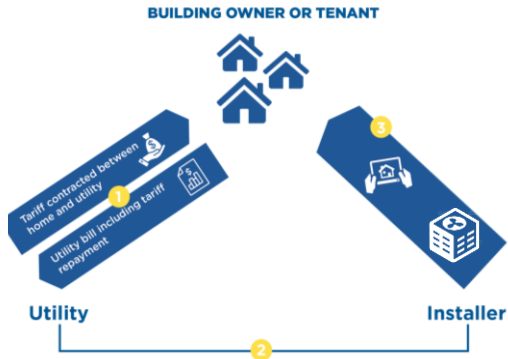 BUILDING OWNER OR TENANT
3
Tariff contracted between
home and utility
$
1
Utility bill including tariff
repayment
$
Utility
Installer
2